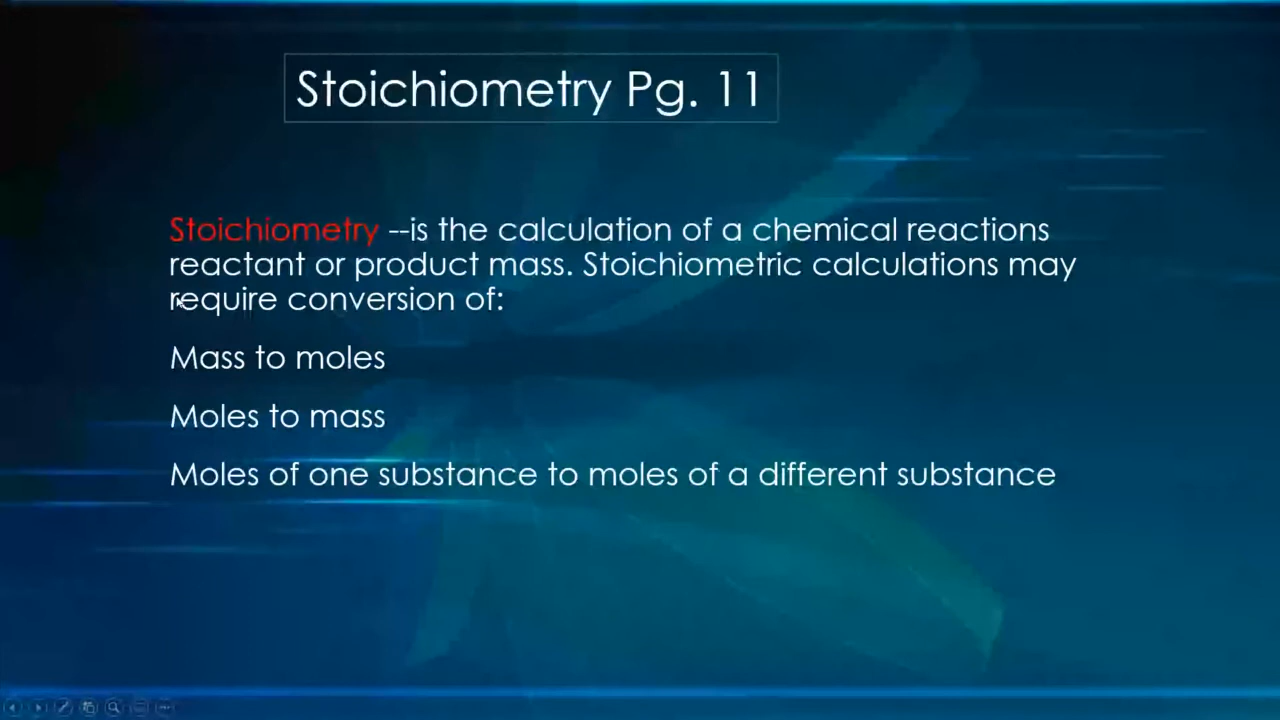 Stoichiometry Pg. 11
Stoichiometry --is the calculation of a chemical reactions
reactant or product mass. Stoichiometric calculations may
require conversion of:
Mass to moles
Moles to mass
Moles of one substance to moles of a different substance